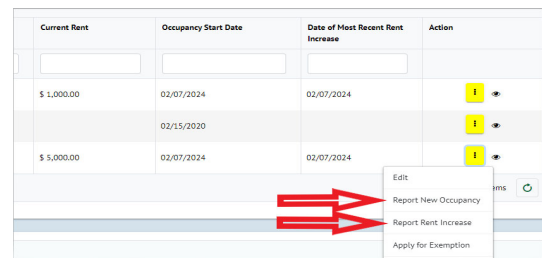 Current Rent Occupancy Start Date Date of Most Recent Rent Action
Increase
$ 1,000.00 02/07/2024 02/07/2024
02/15/2020
$ 5,000.00 02/07/2024 02/07/2024
Edit
ems
Report New Occupancy
Report Rent Increase
Apply for Exemption